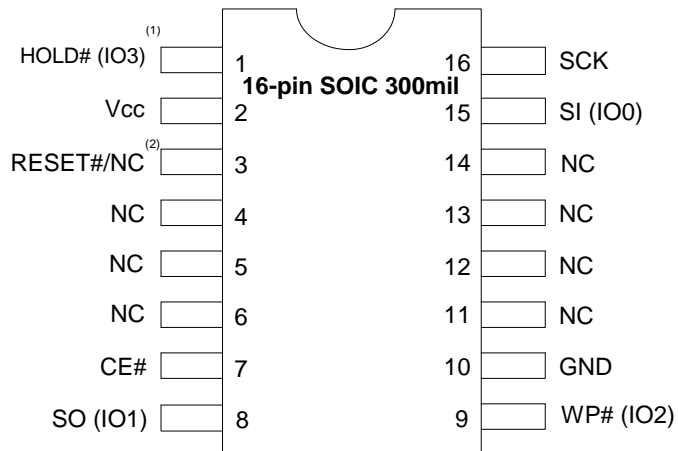 (1)
HOLD# (IO3) 1 16 SCK
16-pin SOIC 300mil
Vcc 2 15 SI (IO0)
RESET#/NC (2) 3 14 NC
NC 4 13 NC
NC 5 12 NC
NC 6 11 NC
CE# 7 10 GND
SO (IO1) 8 9 WP# (IO2)